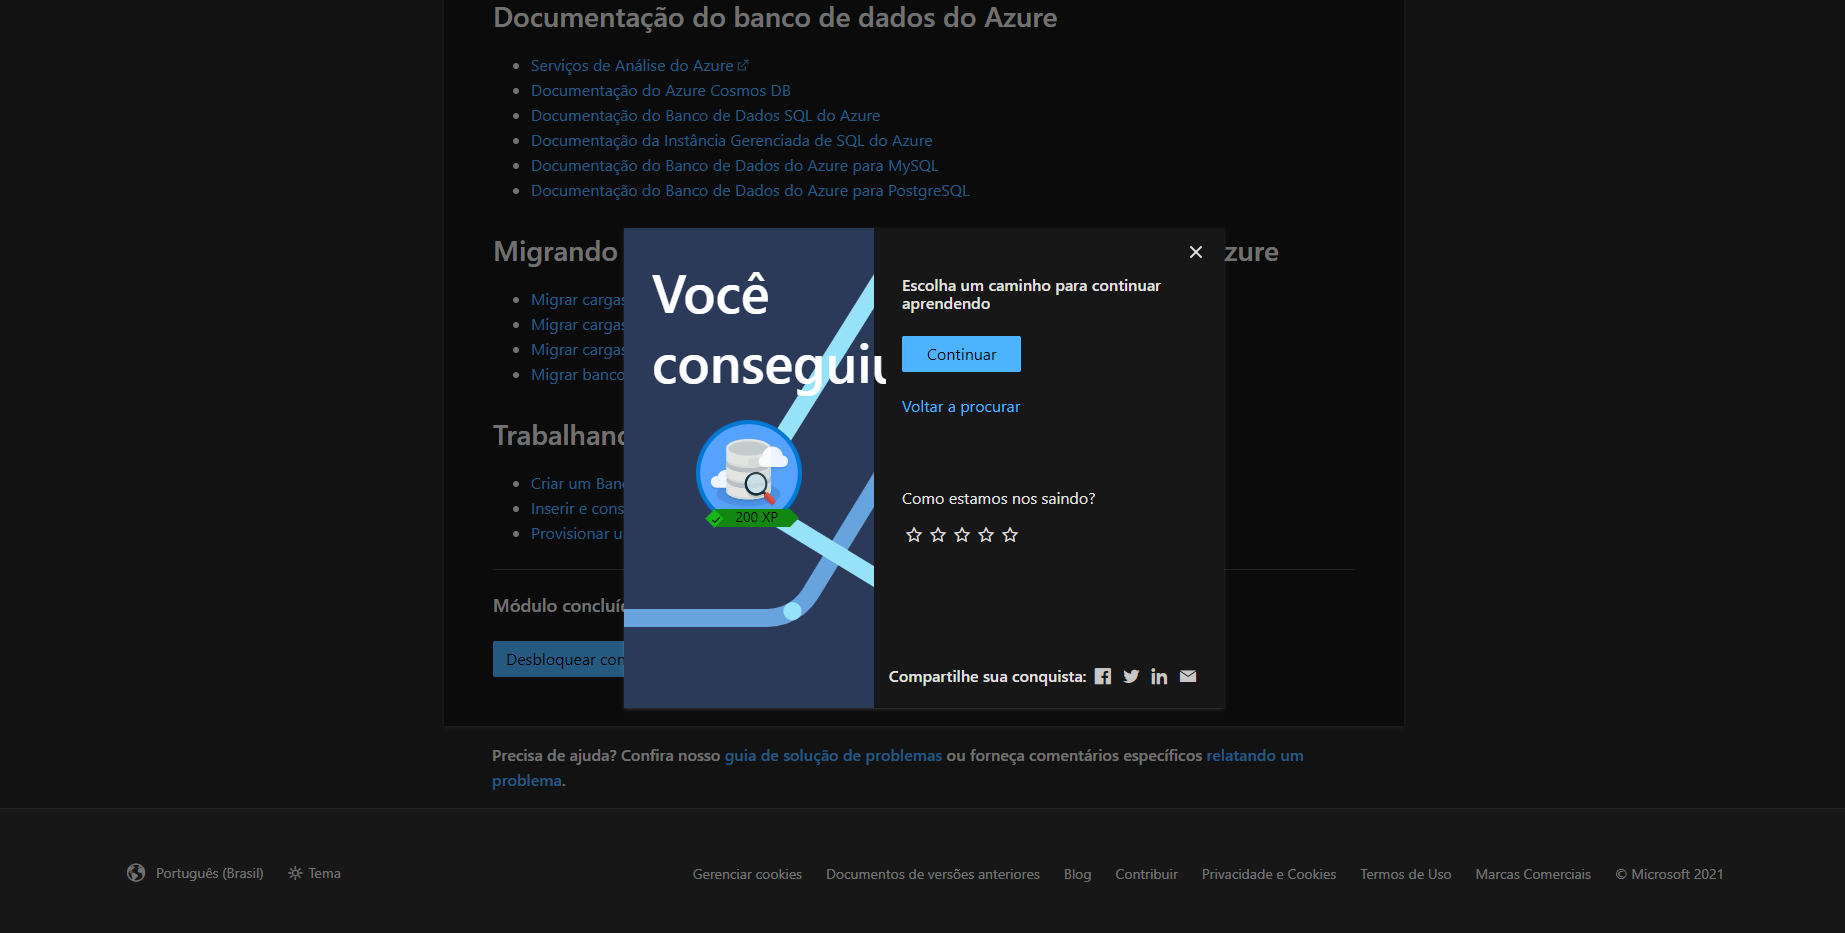 Documentação do banco de dados do Azure
Serviços de Análise do Azure
Documentação do Azure Cosmos DB
Documentação do Banco de Dados SQL do Azure
Documentação da Instância Gerenciada de SQL do Azure
Documentação do Banco de Dados do Azure para MySQL
Documentação do Banco de Dados do Azure para PostgreSQL
Migrando
zure
Migrar cargas
Migrar cargas
Migrar cargas
Migrar banco
Trabalhand
Criar um Ban
Inserir e cons
Provisionar u
Módulo concluíd
Desbloquear con
Você
conseguiu
200 XP
Escolha um caminho para continuar
aprendendo
Continuar
Voltar a procurar
Como estamos nos saindo?
Compartilhe sua conquista:
Precisa de ajuda? Confira nosso guia de solução de problemas ou forneça comentários específicos relatando um
problema.
Português (Brasil) Tema
Gerenciar cookies Documentos de versões anteriores Blog Contribuir Privacidade e Cookies Termos de Uso Marcas Comerciais © Microsoft 2021